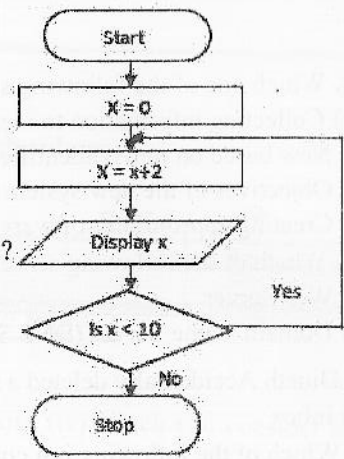 Start
X = 0
X = x+2
?
Display x
Is x < 10
Yes
No
Stop